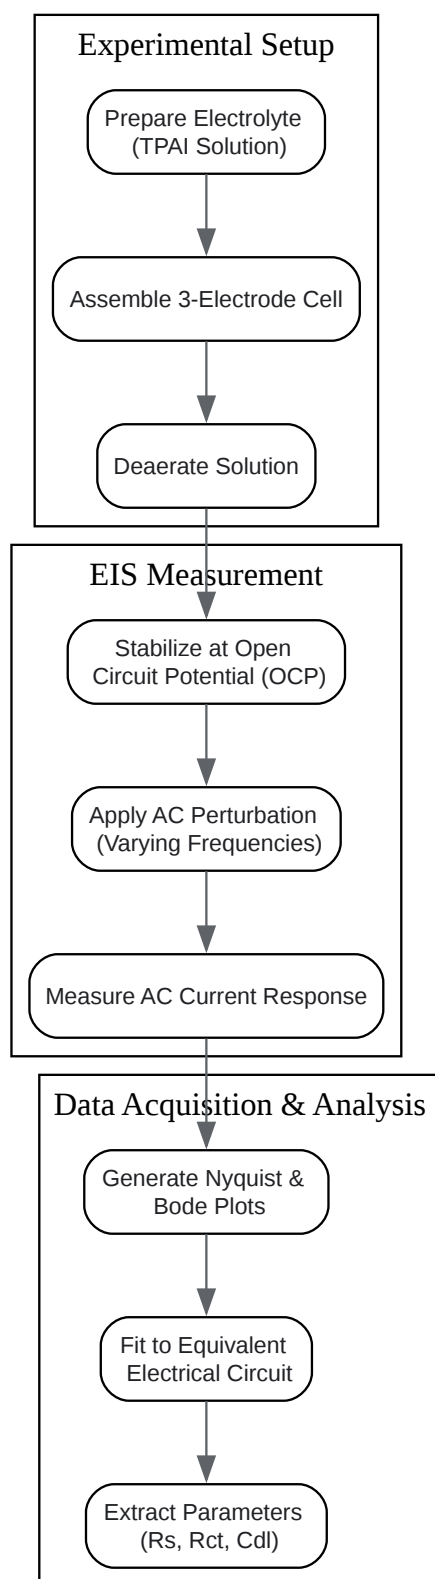 Experimental Setup
Prepare Electrolyte
(TPAI Solution)
Assemble 3-Electrode Cell
Deaerate Solution
EIS Measurement
Stabilize at Open
Circuit Potential (OCP)
Apply AC Perturbation
(Varying Frequencies)
Measure AC Current Response
Data Acquisition & Analysis
Generate Nyquist &
Bode Plots
Fit to Equivalent
Electrical Circuit
Extract Parameters
(Rs, Rct, Cdl)